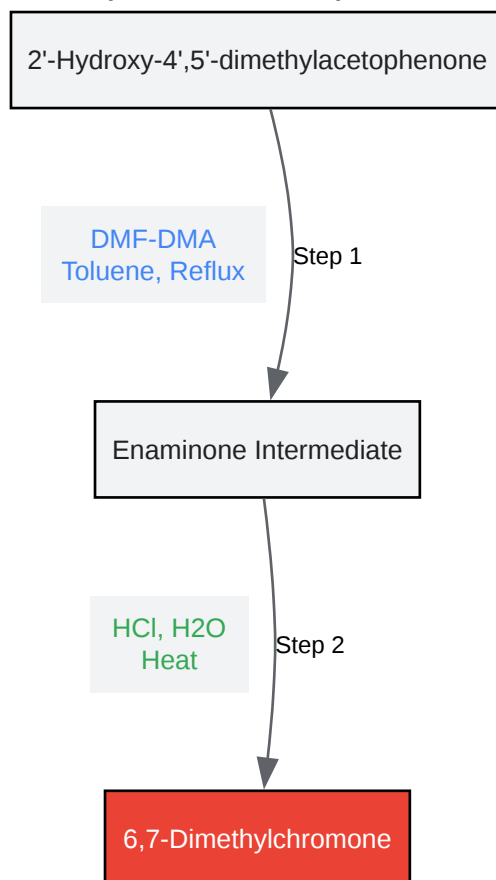 2'-Hydroxy-4',5'-dimethylacetophenone
DMF-DMA
Toluene, Reflux
Step 1
Enaminone Intermediate
HCl, H2O
Heat
Step 2
6,7-Dimethylchromone